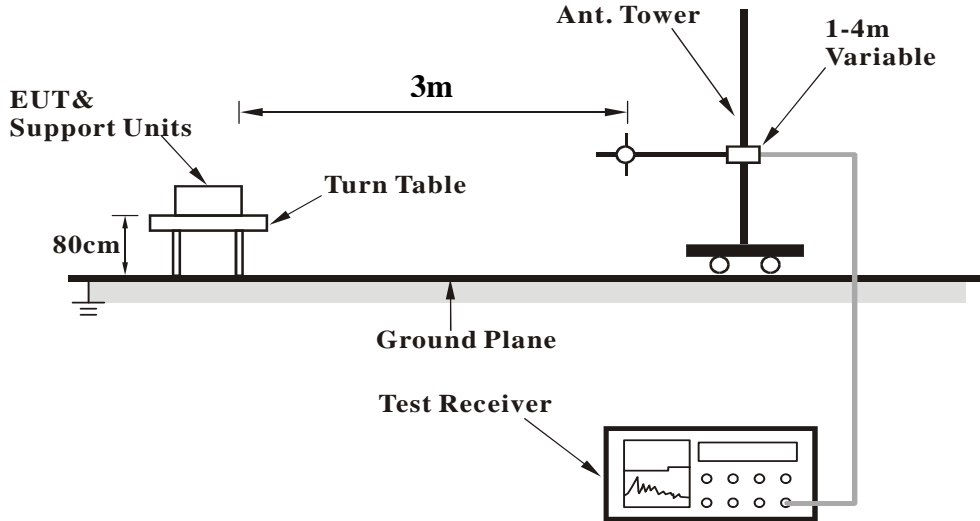 Ant. Tower
1-4m
Variable
3m
EUT&
Support Units
Turn Table
80cm
Ground Plane
Test Receiver